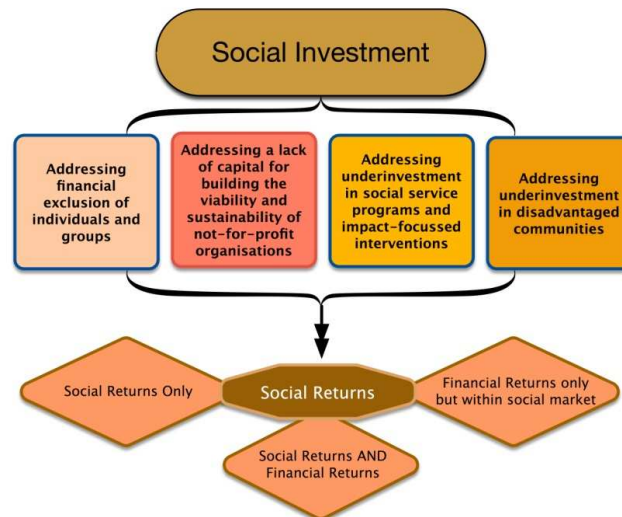 Social Investment
Addressing
financial
exclusion of
individuals and
groups
Addressing a lack
of capital for
building the
viability and
sustainability of
not-for-profit
organisations
Addressing
underinvestment
in social service
programs and
impact-focussed
interventions
Addressing
underinvestment
in disadvantaged
communities
Social Returns Only
Social Returns
Financial Returns only
but within social market
Social Returns AND
Financial Returns